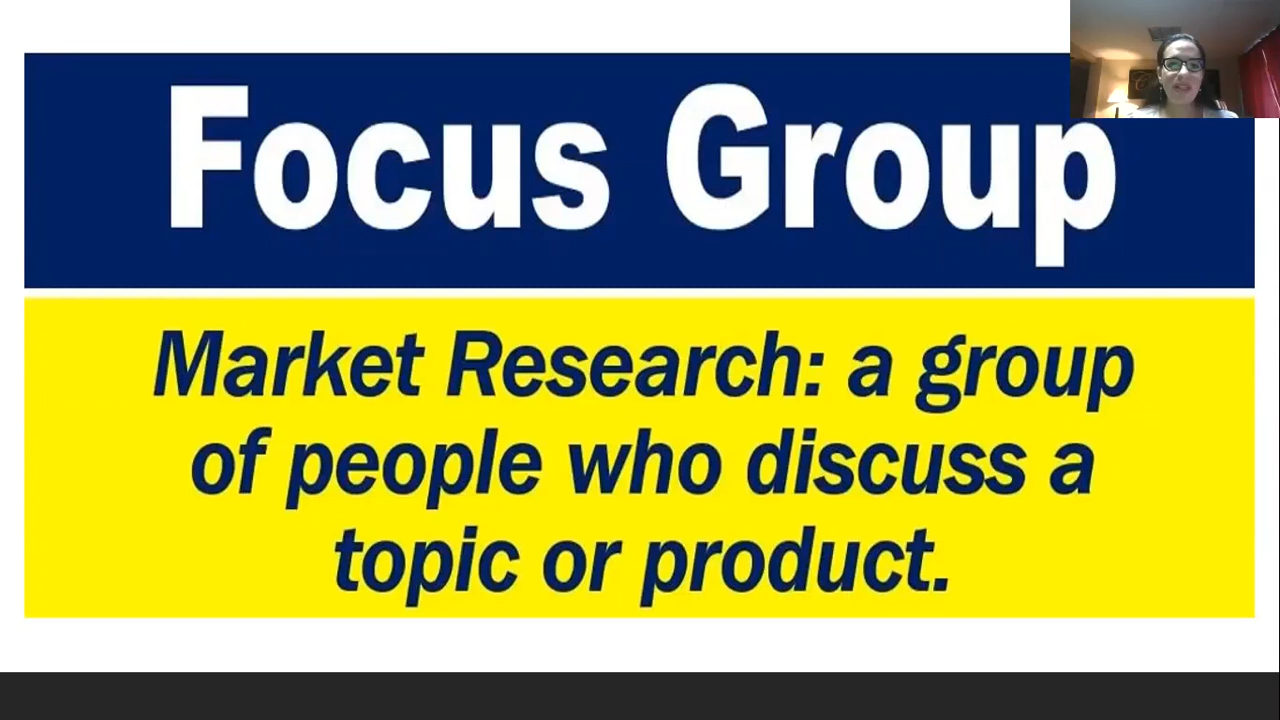 Focus Group
Market Research: a group
of people who discuss a
topic or product.